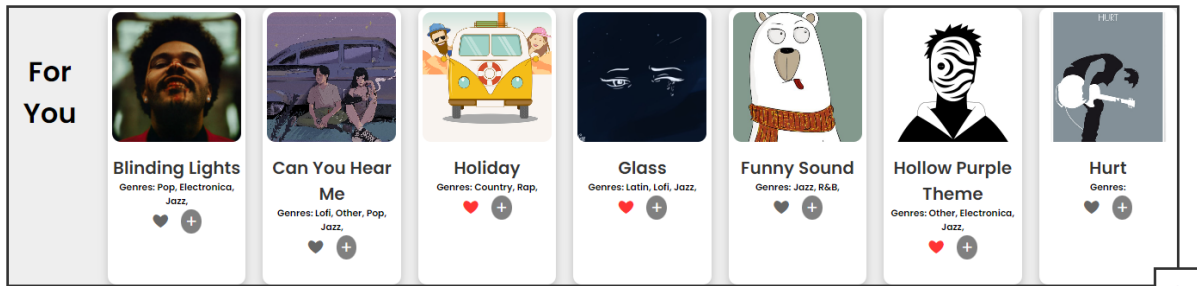 For
You
Blinding Lights
Genres: Pop, Electronica,
Jazz,
Can You Hear
Me
Genres: Lofi, Other, Pop,
Jazz,
Holiday
Genres: Country, Rap,
Glass
Genres: Latin, Lofi, Jazz,
Funny Sound
Genres: Jazz, R&B,
Hollow Purple
Theme
Genres: Other, Electronica,
Jazz,
HURT
Hurt
Genres: